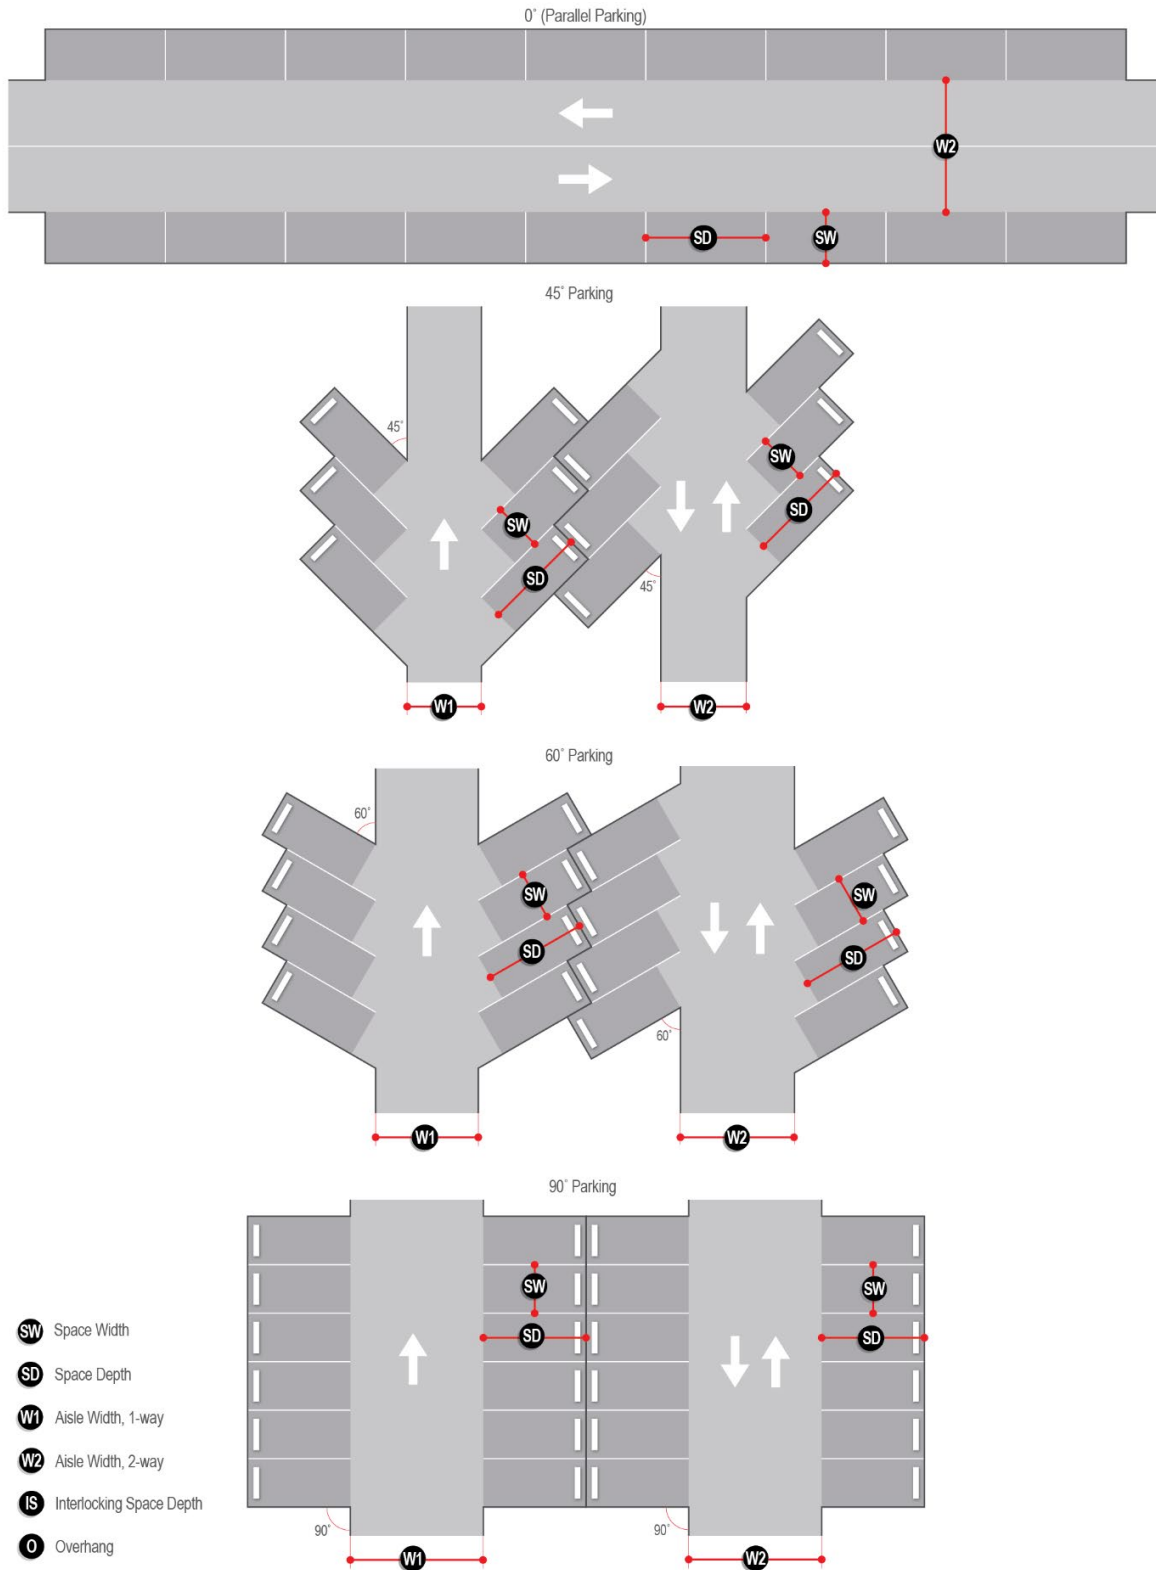 0° (Parallel Parking)
W2
SD
SW
45° Parking
45°
SW
SW
SD
SD
45°
W1
W2
60° Parking
60°
SW
SW
SD
SD
60°
W1
W2
90° Parking
SW
SW
SD
SD
SW Space Width
SD Space Depth
W1 Aisle Width, 1-way
W2 Aisle Width, 2-way
IS Interlocking Space Depth
O Overhang
90°
90°
W1
W2